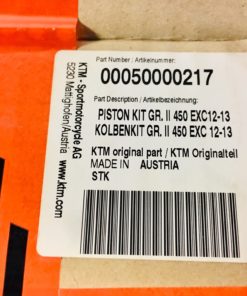 Part Number / Artikelnummer:
00050000217
Part Description / Artikelbezeichnung:
PISTON KIT GR. II 450 EXC12-13
KOLBENKIT GR. II 450 EXC 12-13
KTM original part / KTM Originalteil
MADE IN AUSTRIA
STK
KTM - Sportmotorcycle AG
5230 Mattighofen/Austria
www.ktm.com